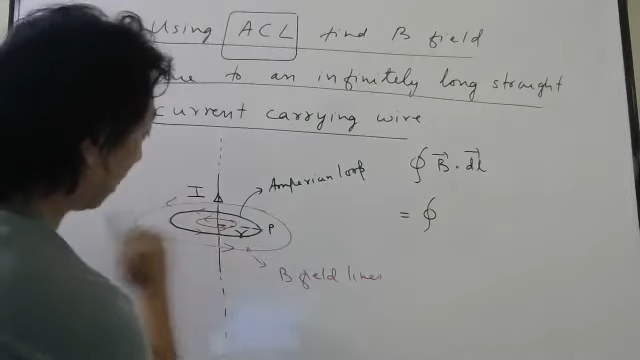 Using ACL find B field
due to an infinitely long straight
current carrying wire
I
Amperian loop
r
P
B field lines
∮ B⃗ . dl⃗
= ∮